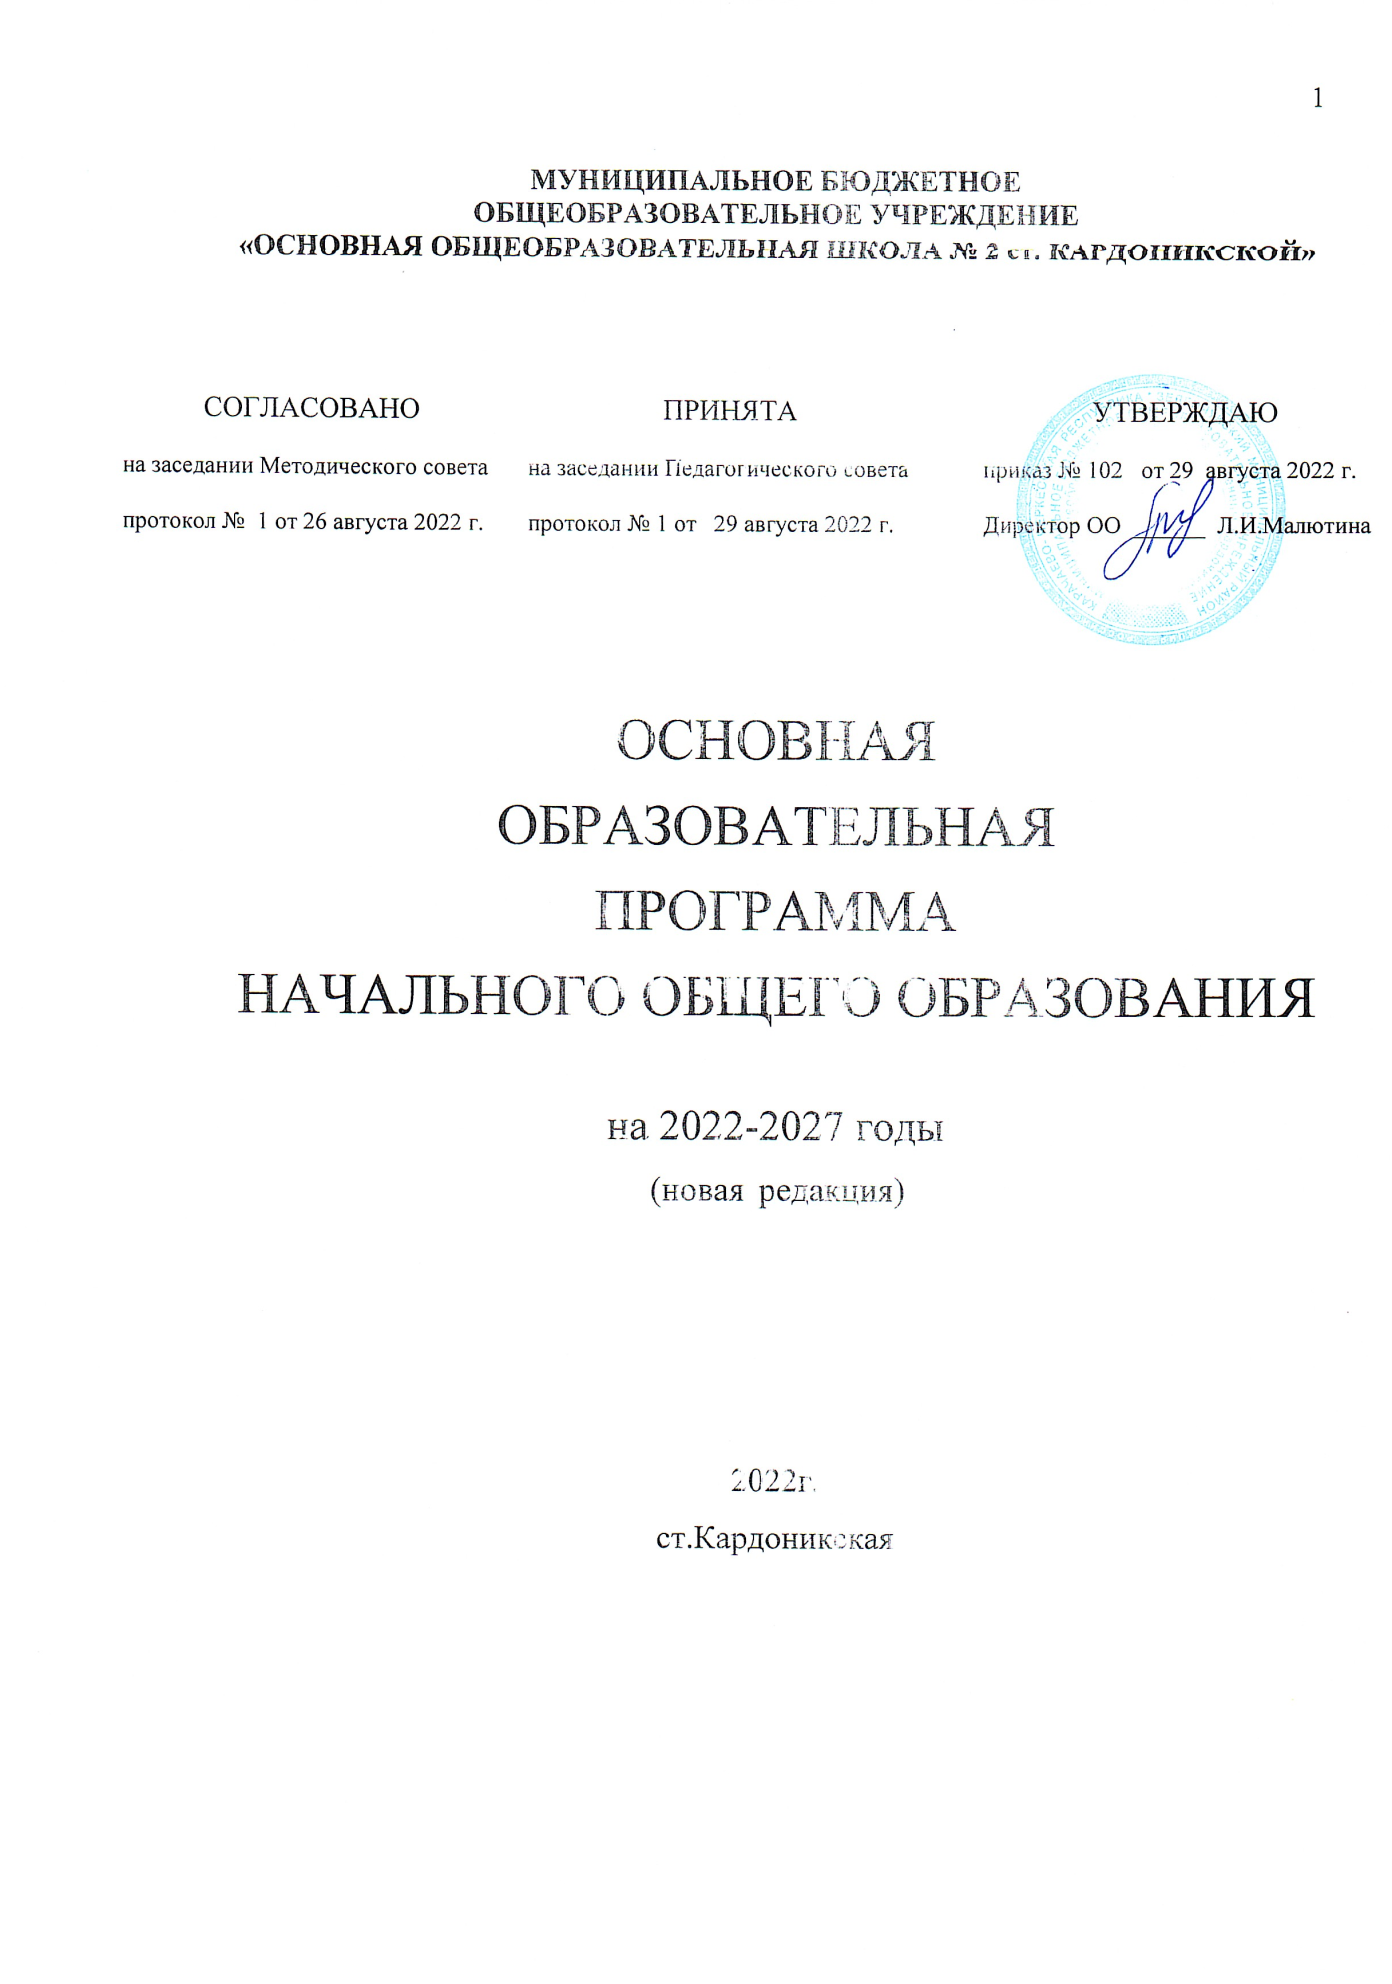 1
МУНИЦИПАЛЬНОЕ БЮДЖЕТНОЕ
ОБЩЕОБРАЗОВАТЕЛЬНОЕ УЧРЕЖДЕНИЕ
«ОСНОВНАЯ ОБЩЕОБРАЗОВАТЕЛЬНАЯ ШКОЛА № 2 ст. КАРДОНИКСКОЙ»
СОГЛАСОВАНО
на заседании Методического совета
протокол № 1 от 26 августа 2022 г.
ПРИНЯТА
на заседании Педагогического совета
протокол № 1 от 29 августа 2022 г.
УТВЕРЖДАЮ
приказ № 102 от 29 августа 2022 г.
Директор ОО ______ Л.И.Малютина
ОСНОВНАЯ
ОБРАЗОВАТЕЛЬНАЯ
ПРОГРАММА
НАЧАЛЬНОГО ОБЩЕГО ОБРАЗОВАНИЯ
на 2022-2027 годы
(новая редакция)
2022г.
ст.Кардоникская